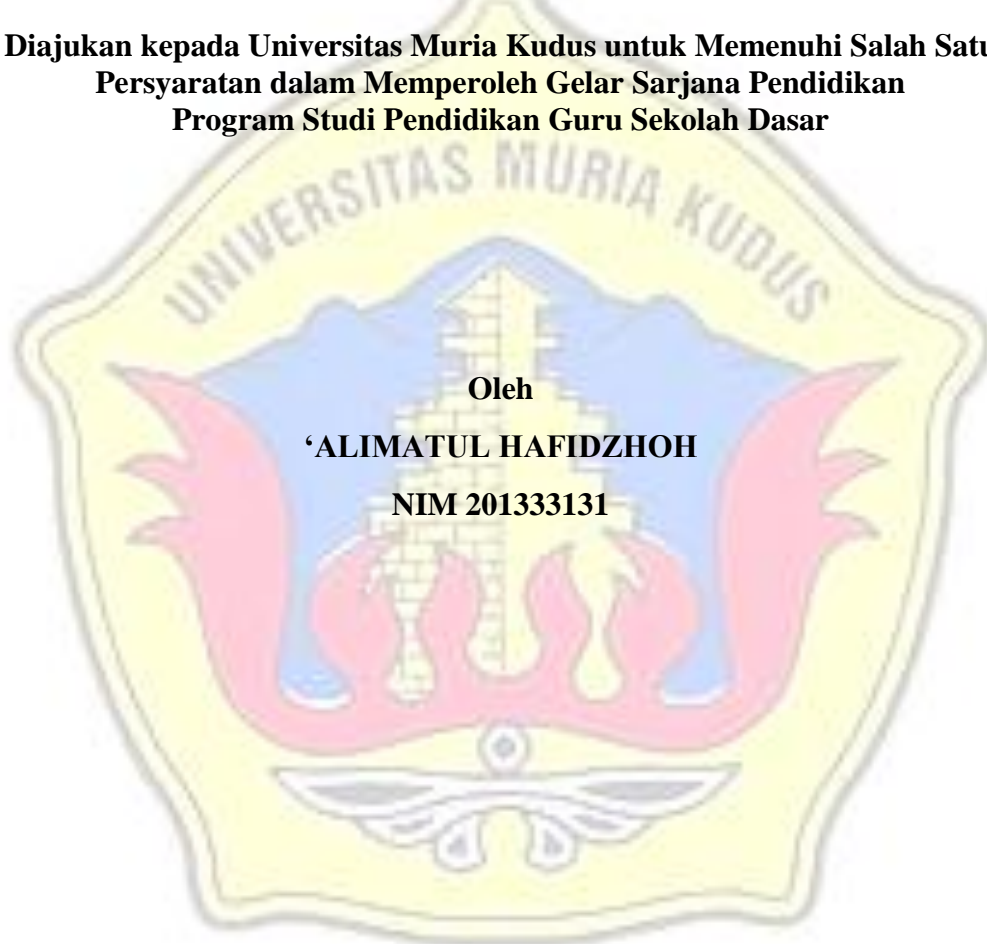 Diajukan kepada Universitas Muria Kudus untuk Memenuhi Salah Satu
Persyaratan dalam Memperoleh Gelar Sarjana Pendidikan
Program Studi Pendidikan Guru Sekolah Dasar
UNIVERSITAS MURIA KUDUS
Oleh
‘ALIMATUL HAFIDZHOH
NIM 201333131